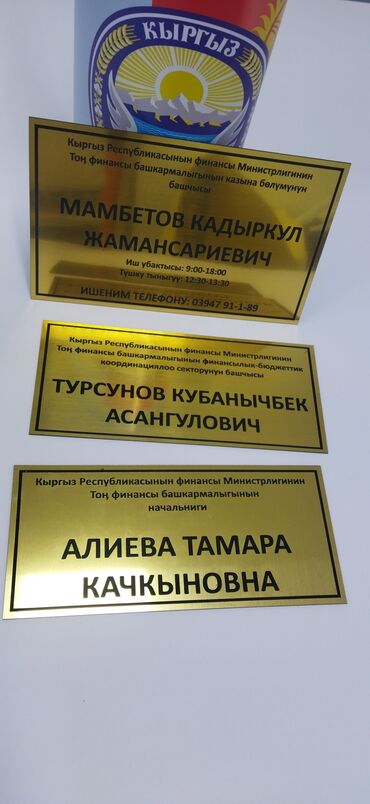 КЫРГЫЗ
Кыргыз Республикасынын финансы Министрлигинин
Тоң финансы башкармалыгынын казына бөлүмүнүн
башчысы
МАМБЕТОВ КАДЫРКУЛ
ЖАМАНСАРИЕВИЧ
Иш убактысы: 9:00-18:00
Түшкү тыныгуу: 12:30-13:30
ИШЕНИМ ТЕЛЕФОНУ: 03947 91-1-89
Кыргыз Республикасынын финансы Министрлигинин
Тоң финансы башкармалыгынын финансылык-бюджеттик
координациялоо секторунун башчысы
ТУРСУНОВ КУБАНЫЧБЕК
АСАНГУЛОВИЧ
Кыргыз Республикасынын финансы Министрлигинин
Тоң финансы башкармалыгынын
начальниги
АЛИЕВА ТАМАРА
КАЧКЫНОВНА